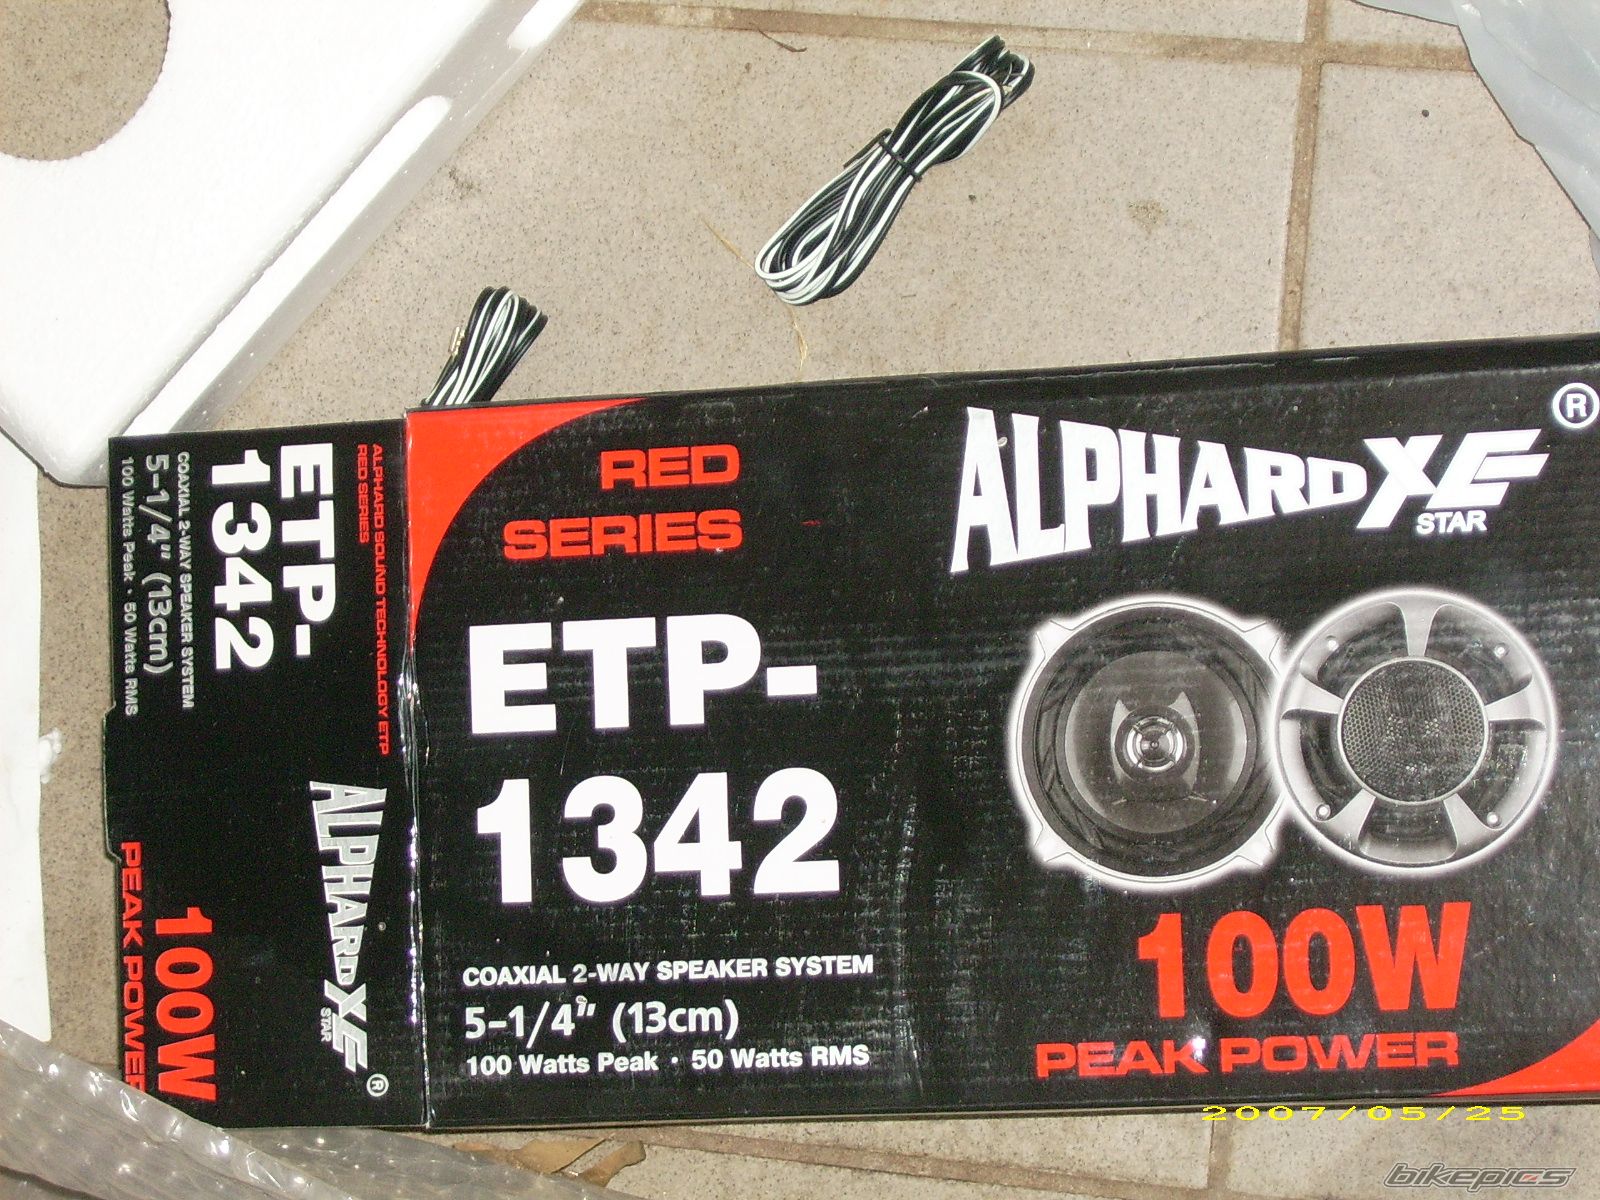 ALPHARD SOUND TECHNOLOGY ETP
RED SERIES
ETP-
1342
COAXIAL 2-WAY SPEAKER SYSTEM
5-1/4" (13cm)
100 Watts Peak · 50 Watts RMS
ALPHARD XE
STAR
®
100W
PEAK POWER
RED
SERIES
ETP-
1342
COAXIAL 2-WAY SPEAKER SYSTEM
5-1/4" (13cm)
100 Watts Peak · 50 Watts RMS
ALPHARD XE ®
STAR
100W
PEAK POWER
2007/05/25
bikepics